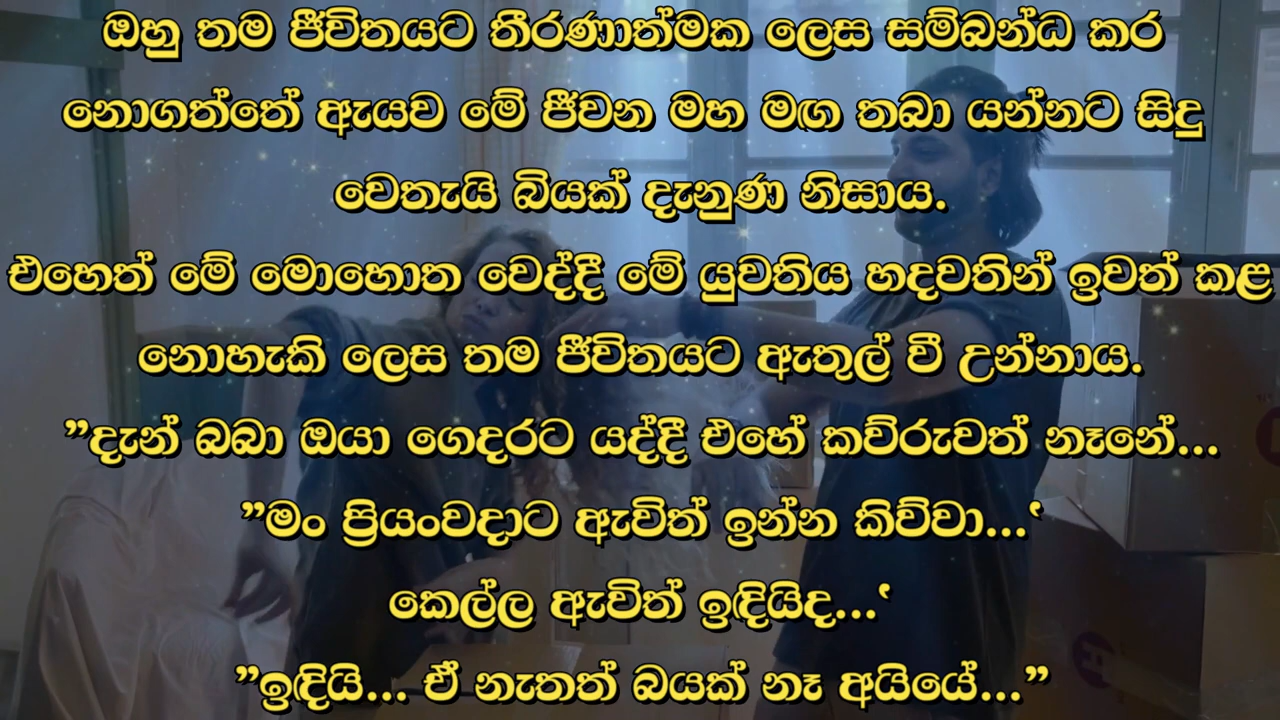 ඔහු තම ජීවිතයට තීරණාත්මක ලෙස සම්බන්ධ කර
නොගත්තේ ඇයව මේ ජීවන මහ මඟ තබා යන්නට සිදු
වෙතැයි බියක් දැනුණ නිසාය.
එහෙත් මේ මොහොත වෙද්දී මේ යුවතිය හදවතින් ඉවත් කළ
නොහැකි ලෙස තම ජීවිතයට ඇතුල් වී උන්නාය.
”දැන් බබා ඔයා ගෙදරට යද්දී එහේ කව්රුවත් නෑනේ...
”මං ප්‍රියංවදාට ඇවිත් ඉන්න කිව්වා...‛
කෙල්ල ඇවිත් ඉඳියිද...‛
”ඉඳියි... ඒ නැතත් බයක් නෑ අයියේ...”